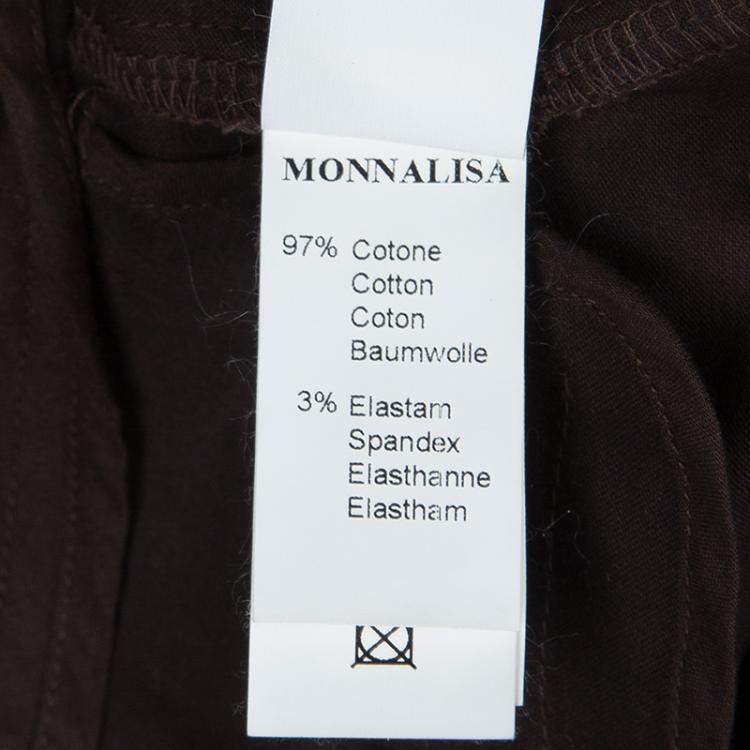 MONNALISA
97% Cotone
Cotton
Coton
Baumwolle
3% Elastam
Spandex
Elasthanne
Elastham